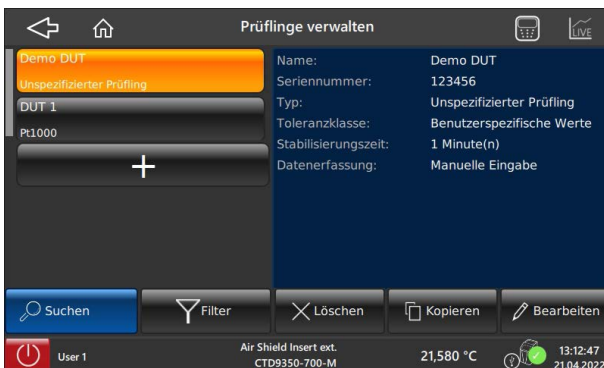 Prüflinge verwalten
LIVE
Demo DUT
Unspezifizierter Prüfling
DUT 1
Pt1000
+
Name: Demo DUT
Seriennummer: 123456
Typ: Unspezifizierter Prüfling
Toleranzklasse: Benutzerspezifische Werte
Stabilisierungszeit: 1 Minute(n)
Datenerfassung: Manuelle Eingabe
Suchen
Filter
Löschen
Kopieren
Bearbeiten
User 1
Air Shield Insert ext.
CTD9350-700-M
21,580 °C
13:12:47
21.04.2022